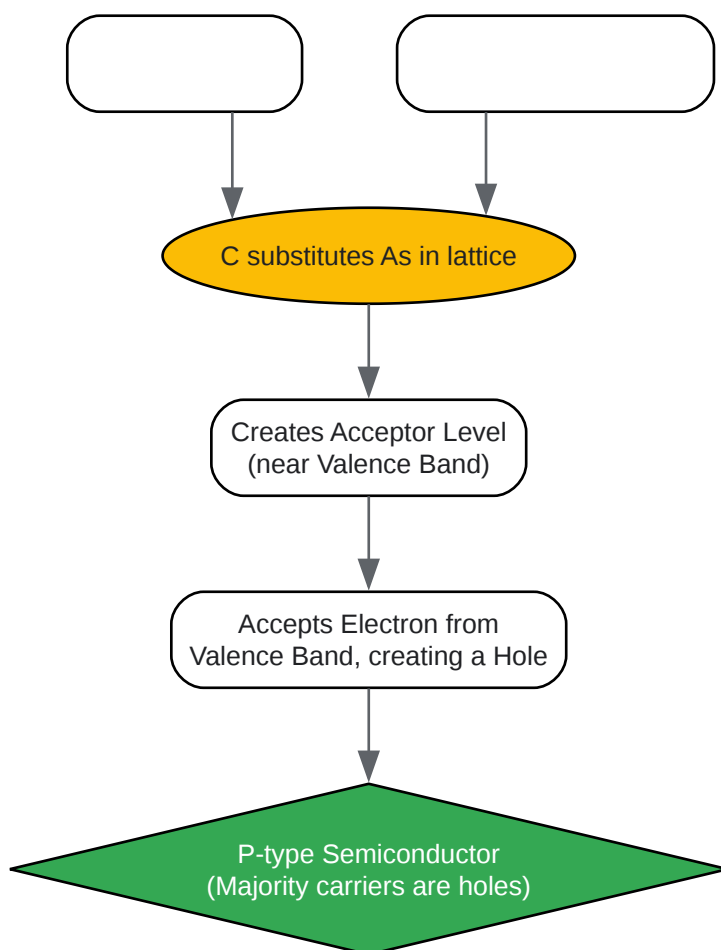 C substitutes As in lattice
Creates Acceptor Level
(near Valence Band)
Accepts Electron from
Valence Band, creating a Hole
P-type Semiconductor
(Majority carriers are holes)